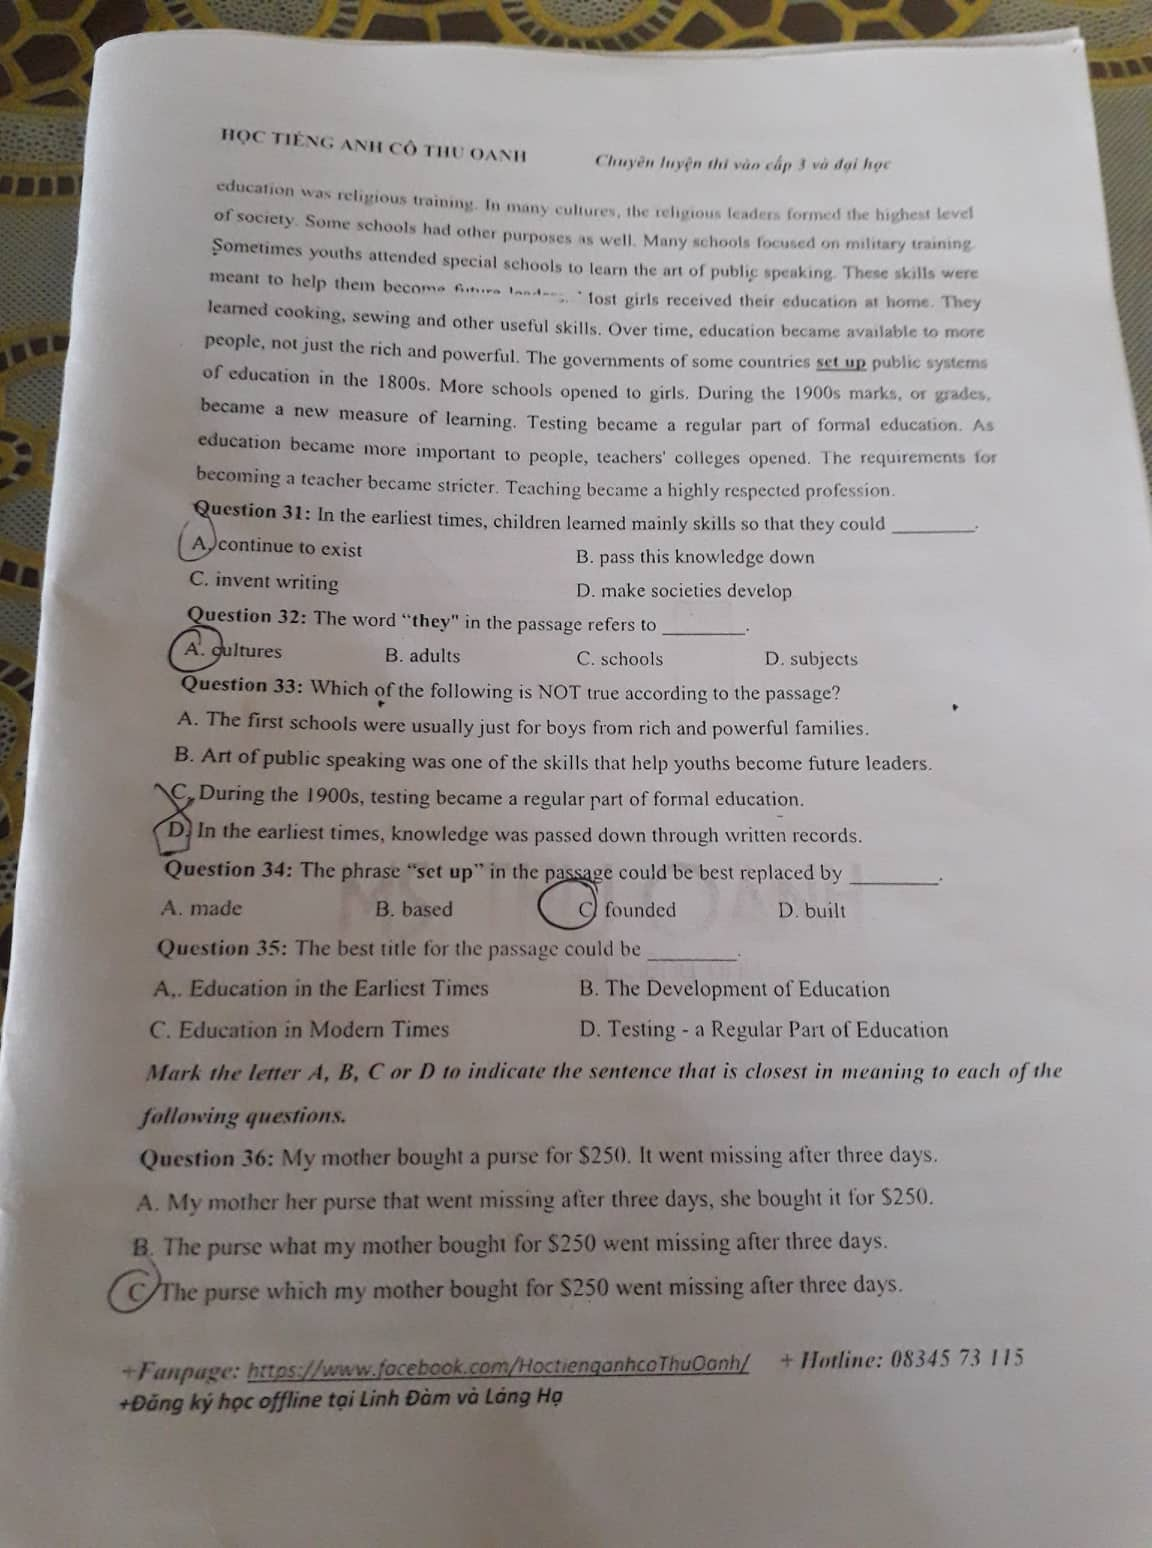 HỌC TIẾNG ANH CÔ THU OANH Chuyên luyện thi vào cấp 3 và đại học
education was religious training. In many cultures, the religious leaders formed the highest level
of society. Some schools had other purposes as well. Many schools focused on military training.
Sometimes youths attended special schools to learn the art of public speaking. These skills were
meant to help them become future leaders. Most girls received their education at home. They
learned cooking, sewing and other useful skills. Over time, education became available to more
people, not just the rich and powerful. The governments of some countries set up public systems
of education in the 1800s. More schools opened to girls. During the 1900s marks, or grades,
became a new measure of learning. Testing became a regular part of formal education. As
education became more important to people, teachers' colleges opened. The requirements for
becoming a teacher became stricter. Teaching became a highly respected profession.
Question 31: In the earliest times, children learned mainly skills so that they could ________.
A. continue to exist B. pass this knowledge down
C. invent writing D. make societies develop
Question 32: The word “they" in the passage refers to ________.
A. cultures B. adults C. schools D. subjects
Question 33: Which of the following is NOT true according to the passage?
A. The first schools were usually just for boys from rich and powerful families.
B. Art of public speaking was one of the skills that help youths become future leaders.
C. During the 1900s, testing became a regular part of formal education.
D. In the earliest times, knowledge was passed down through written records.
Question 34: The phrase “set up” in the passage could be best replaced by ________.
A. made B. based C. founded D. built
Question 35: The best title for the passage could be ________.
A,. Education in the Earliest Times B. The Development of Education
C. Education in Modern Times D. Testing - a Regular Part of Education
Mark the letter A, B, C or D to indicate the sentence that is closest in meaning to each of the
following questions.
Question 36: My mother bought a purse for $250. It went missing after three days.
A. My mother her purse that went missing after three days, she bought it for $250.
B. The purse what my mother bought for $250 went missing after three days.
C. The purse which my mother bought for $250 went missing after three days.
+Fanpage: https://www.facebook.com/HoctienganhcoThuOanh/ + Hotline: 08345 73 115
+Đăng ký học offline tại Linh Đàm và Láng Hạ